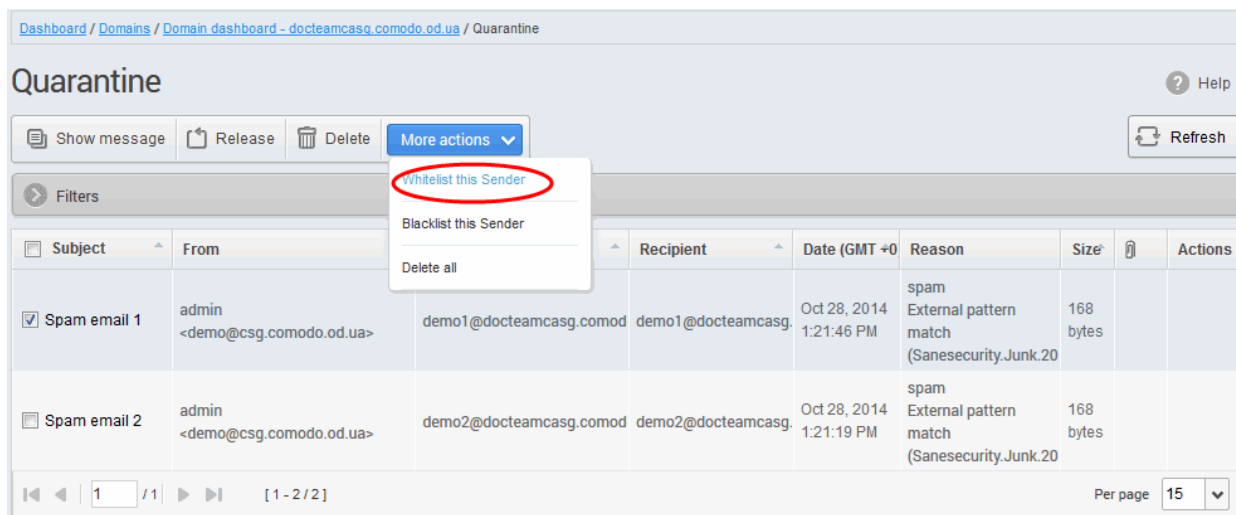 Dashboard / Domains / Domain dashboard - docteamcasg.comodo.od.ua / Quarantine
Quarantine
Help
Show message
Release
Delete
More actions
Refresh
Whitelist this Sender
Blacklist this Sender
Delete all
Filters
Subject From Recipient Date (GMT +0 Reason Size Actions
Spam email 1
admin
<demo@csg.comodo.od.ua>
demo1@docteamcasg.comod
demo1@docteamcasg.
Oct 28, 2014
1:21:46 PM
spam
External pattern
match
(Sanesecurity.Junk.20
168
bytes
Spam email 2
admin
<demo@csg.comodo.od.ua>
demo2@docteamcasg.comod
demo2@docteamcasg.
Oct 28, 2014
1:21:19 PM
spam
External pattern
match
(Sanesecurity.Junk.20
168
bytes
1 / 1
[ 1 - 2 / 2 ]
Per page 15